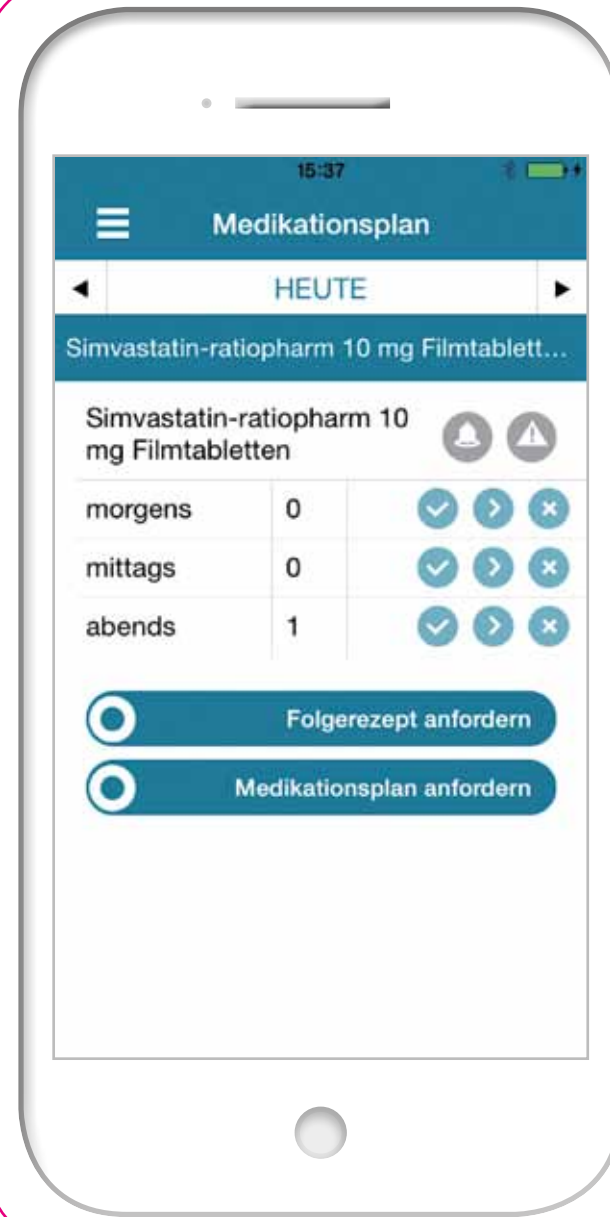 15:37
Medikationsplan
HEUTE
Simvastatin-ratiopharm 10 mg Filmtablett...
Simvastatin-ratiopharm 10
mg Filmtabletten
morgens 0
mittags 0
abends 1
Folgerezept anfordern
Medikationsplan anfordern